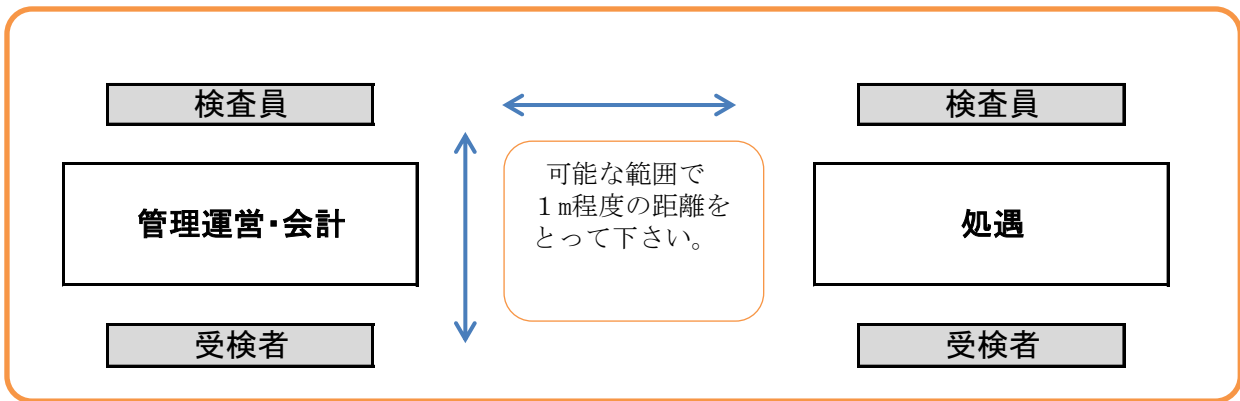 検査員
検査員
管理運営・会計
可能な範囲で
１m程度の距離を
とって下さい。
処遇
受検者
受検者